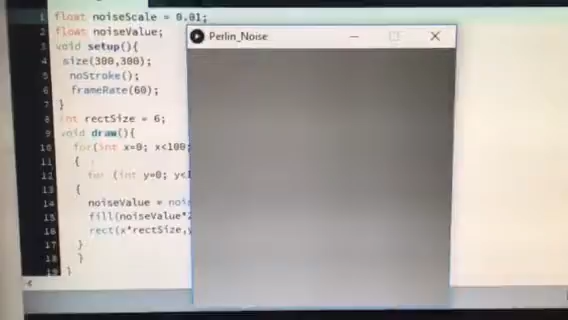 1 float noiseScale = 0.01;
2 float noiseValue;
3 void setup(){
4 size(300,300);
5 noStroke();
6 frameRate(60);
7 }
8 int rectSize = 6;
9 void draw(){
10 for(int x=0; x<100;
11 {
12 for (int y=0; y<
13 {
14 noiseValue = noi
15 fill(noiseValue*2
16 rect(x*rectSize,y
17 }
18 }
19 }
Perlin_Noise